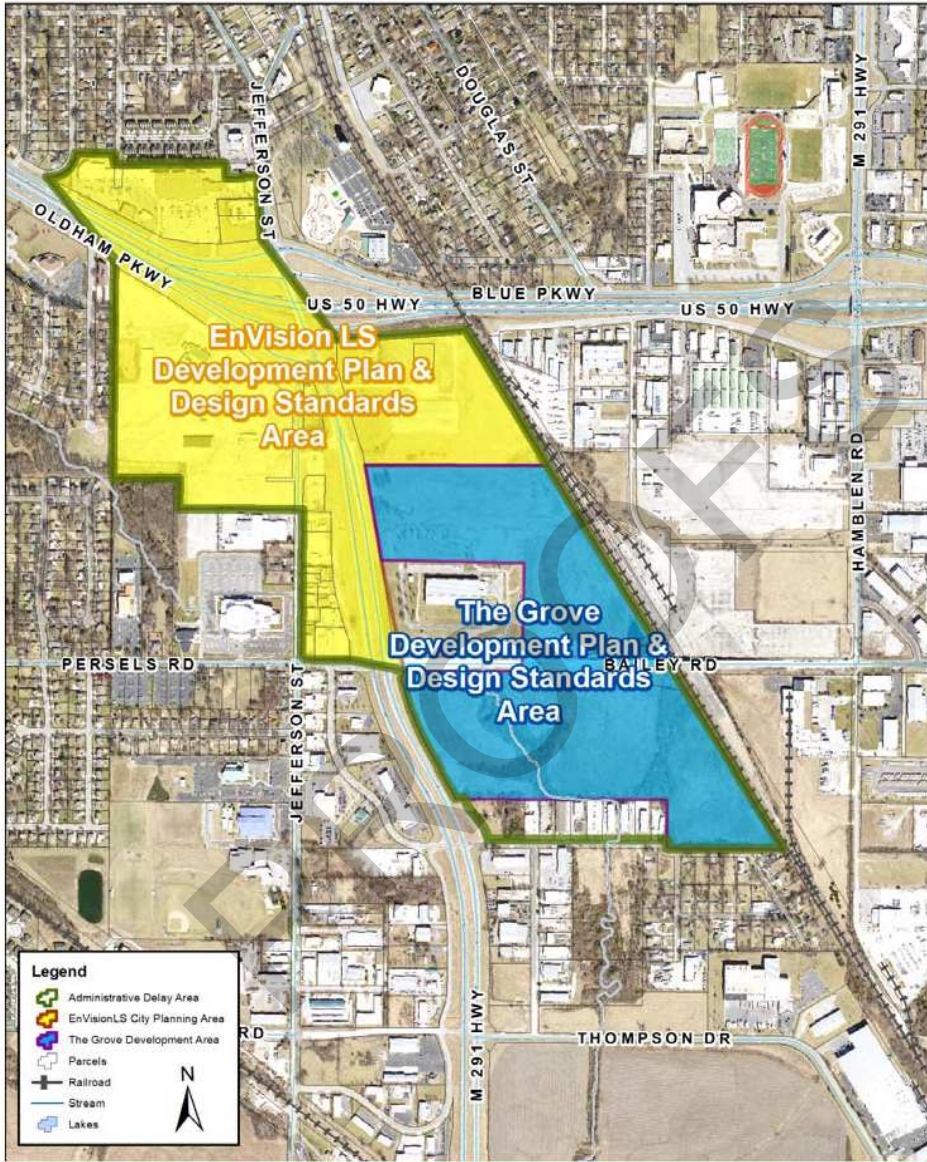 JEFFERSON ST
DOUGLAS ST
M 291 HWY
OLDHAM PKWY
US 50 HWY
BLUE PKWY
US 50 HWY
EnVision LS
Development Plan &
Design Standards
Area
HAMBLEN RD
The Grove
Development Plan &
Design Standards
Area
PERSELS RD
BAILEY RD
JEFFERSON ST
M 291 HWY
RD
THOMPSON DR
Legend
Administrative Delay Area
EnVisionLS City Planning Area
The Grove Development Area
Parcels
Railroad
Stream
Lakes
N